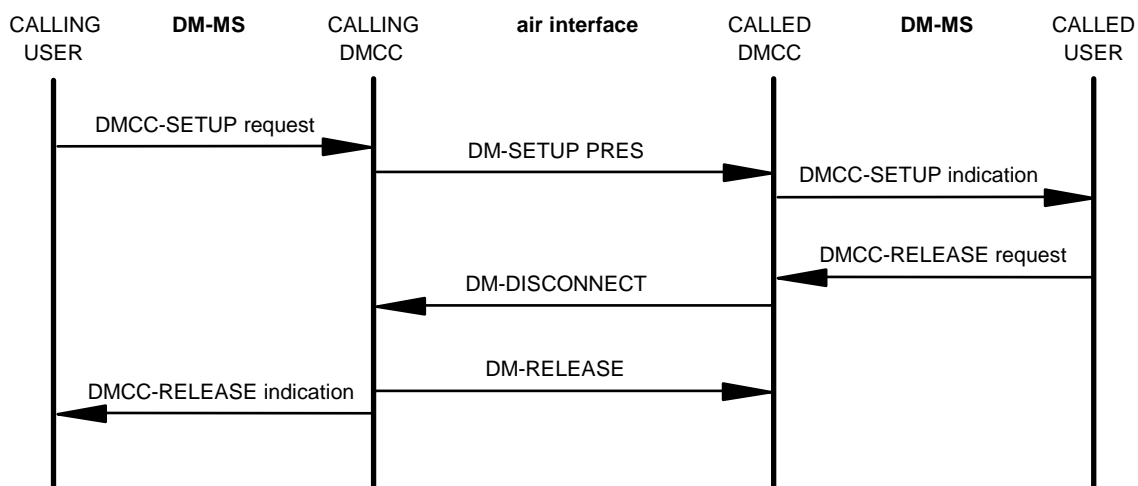 CALLING USER
DM-MS
CALLING DMCC
air interface
CALLED DMCC
DM-MS
CALLED USER
DMCC-SETUP request
DM-SETUP PRES
DMCC-SETUP indication
DMCC-RELEASE request
DM-DISCONNECT
DM-RELEASE
DMCC-RELEASE indication